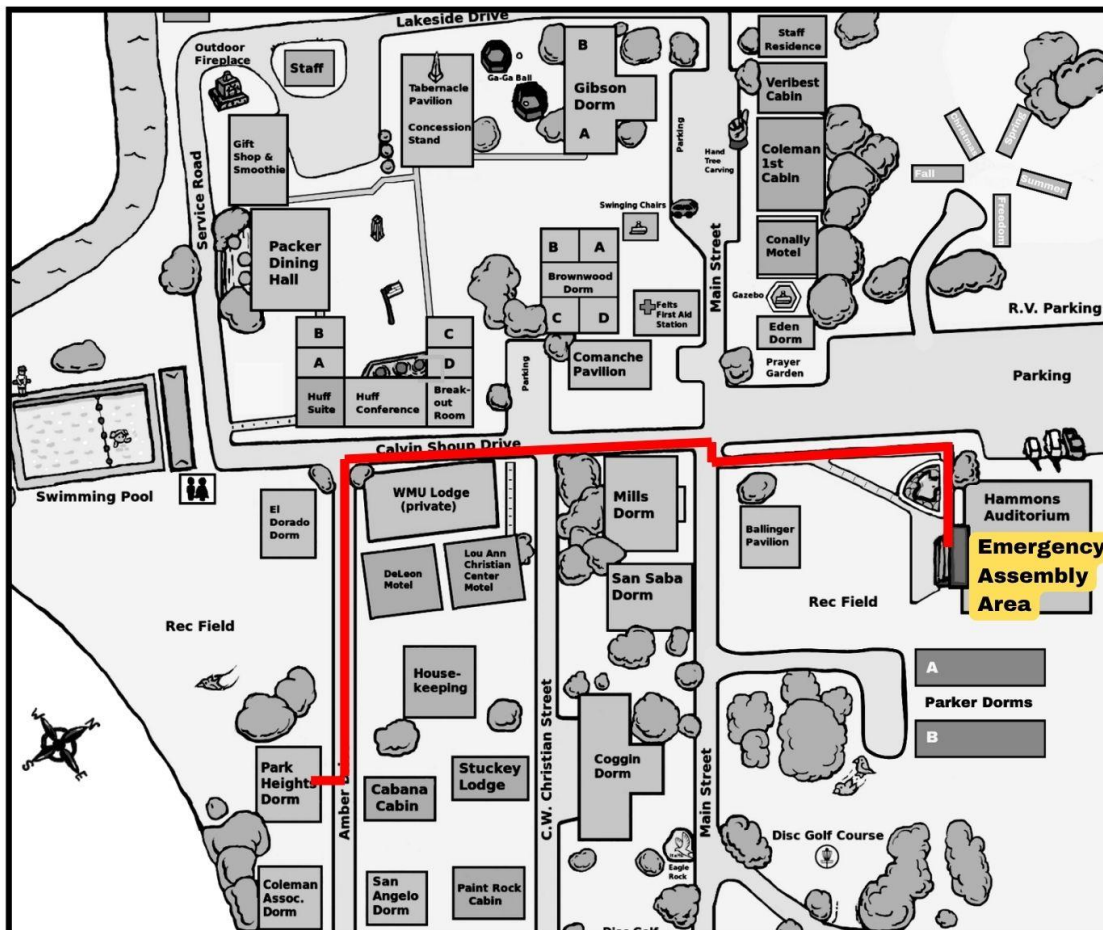 Lakeside Drive
Outdoor
Fireplace
Staff
Ga-Ga Ball
Tabernacle
Pavilion
Concession
Stand
B
Gibson
Dorm
A
Parking
Staff
Residence
Veribest
Cabin
Hand
Tree
Carving
Coleman
1st
Cabin
Spring
Fall
Summer
Freedom
Gift
Shop &
Smoothie
Service Road
Packer
Dining
Hall
Swinging Chairs
Main Street
Conally
Motel
B
A
Brownwood
Dorm
C
D
Felts
First Aid
Station
Gazebo
Eden
Dorm
R.V. Parking
B
A
C
D
Huff
Suite
Huff
Conference
Break-
out
Room
Parking
Comanche
Pavilion
Prayer
Garden
Parking
Calvin Shoup Drive
Swimming Pool
El
Dorado
Dorm
WMU Lodge
(private)
Mills
Dorm
Ballinger
Pavilion
Hammons
Auditorium
Emergency
Assembly
Area
DeLeon
Motel
Lou Ann
Christian
Center
Motel
San Saba
Dorm
Rec Field
Rec Field
House-
keeping
C.W. Christian Street
A
Parker Dorms
B
W
N
S
E
Park
Heights
Dorm
Amber
Cabana
Cabin
Stuckey
Lodge
Coggin
Dorm
Main Street
Disc Golf Course
Eagle
Rock
Coleman
Assoc.
Dorm
San
Angelo
Dorm
Paint Rock
Cabin
Disc Golf